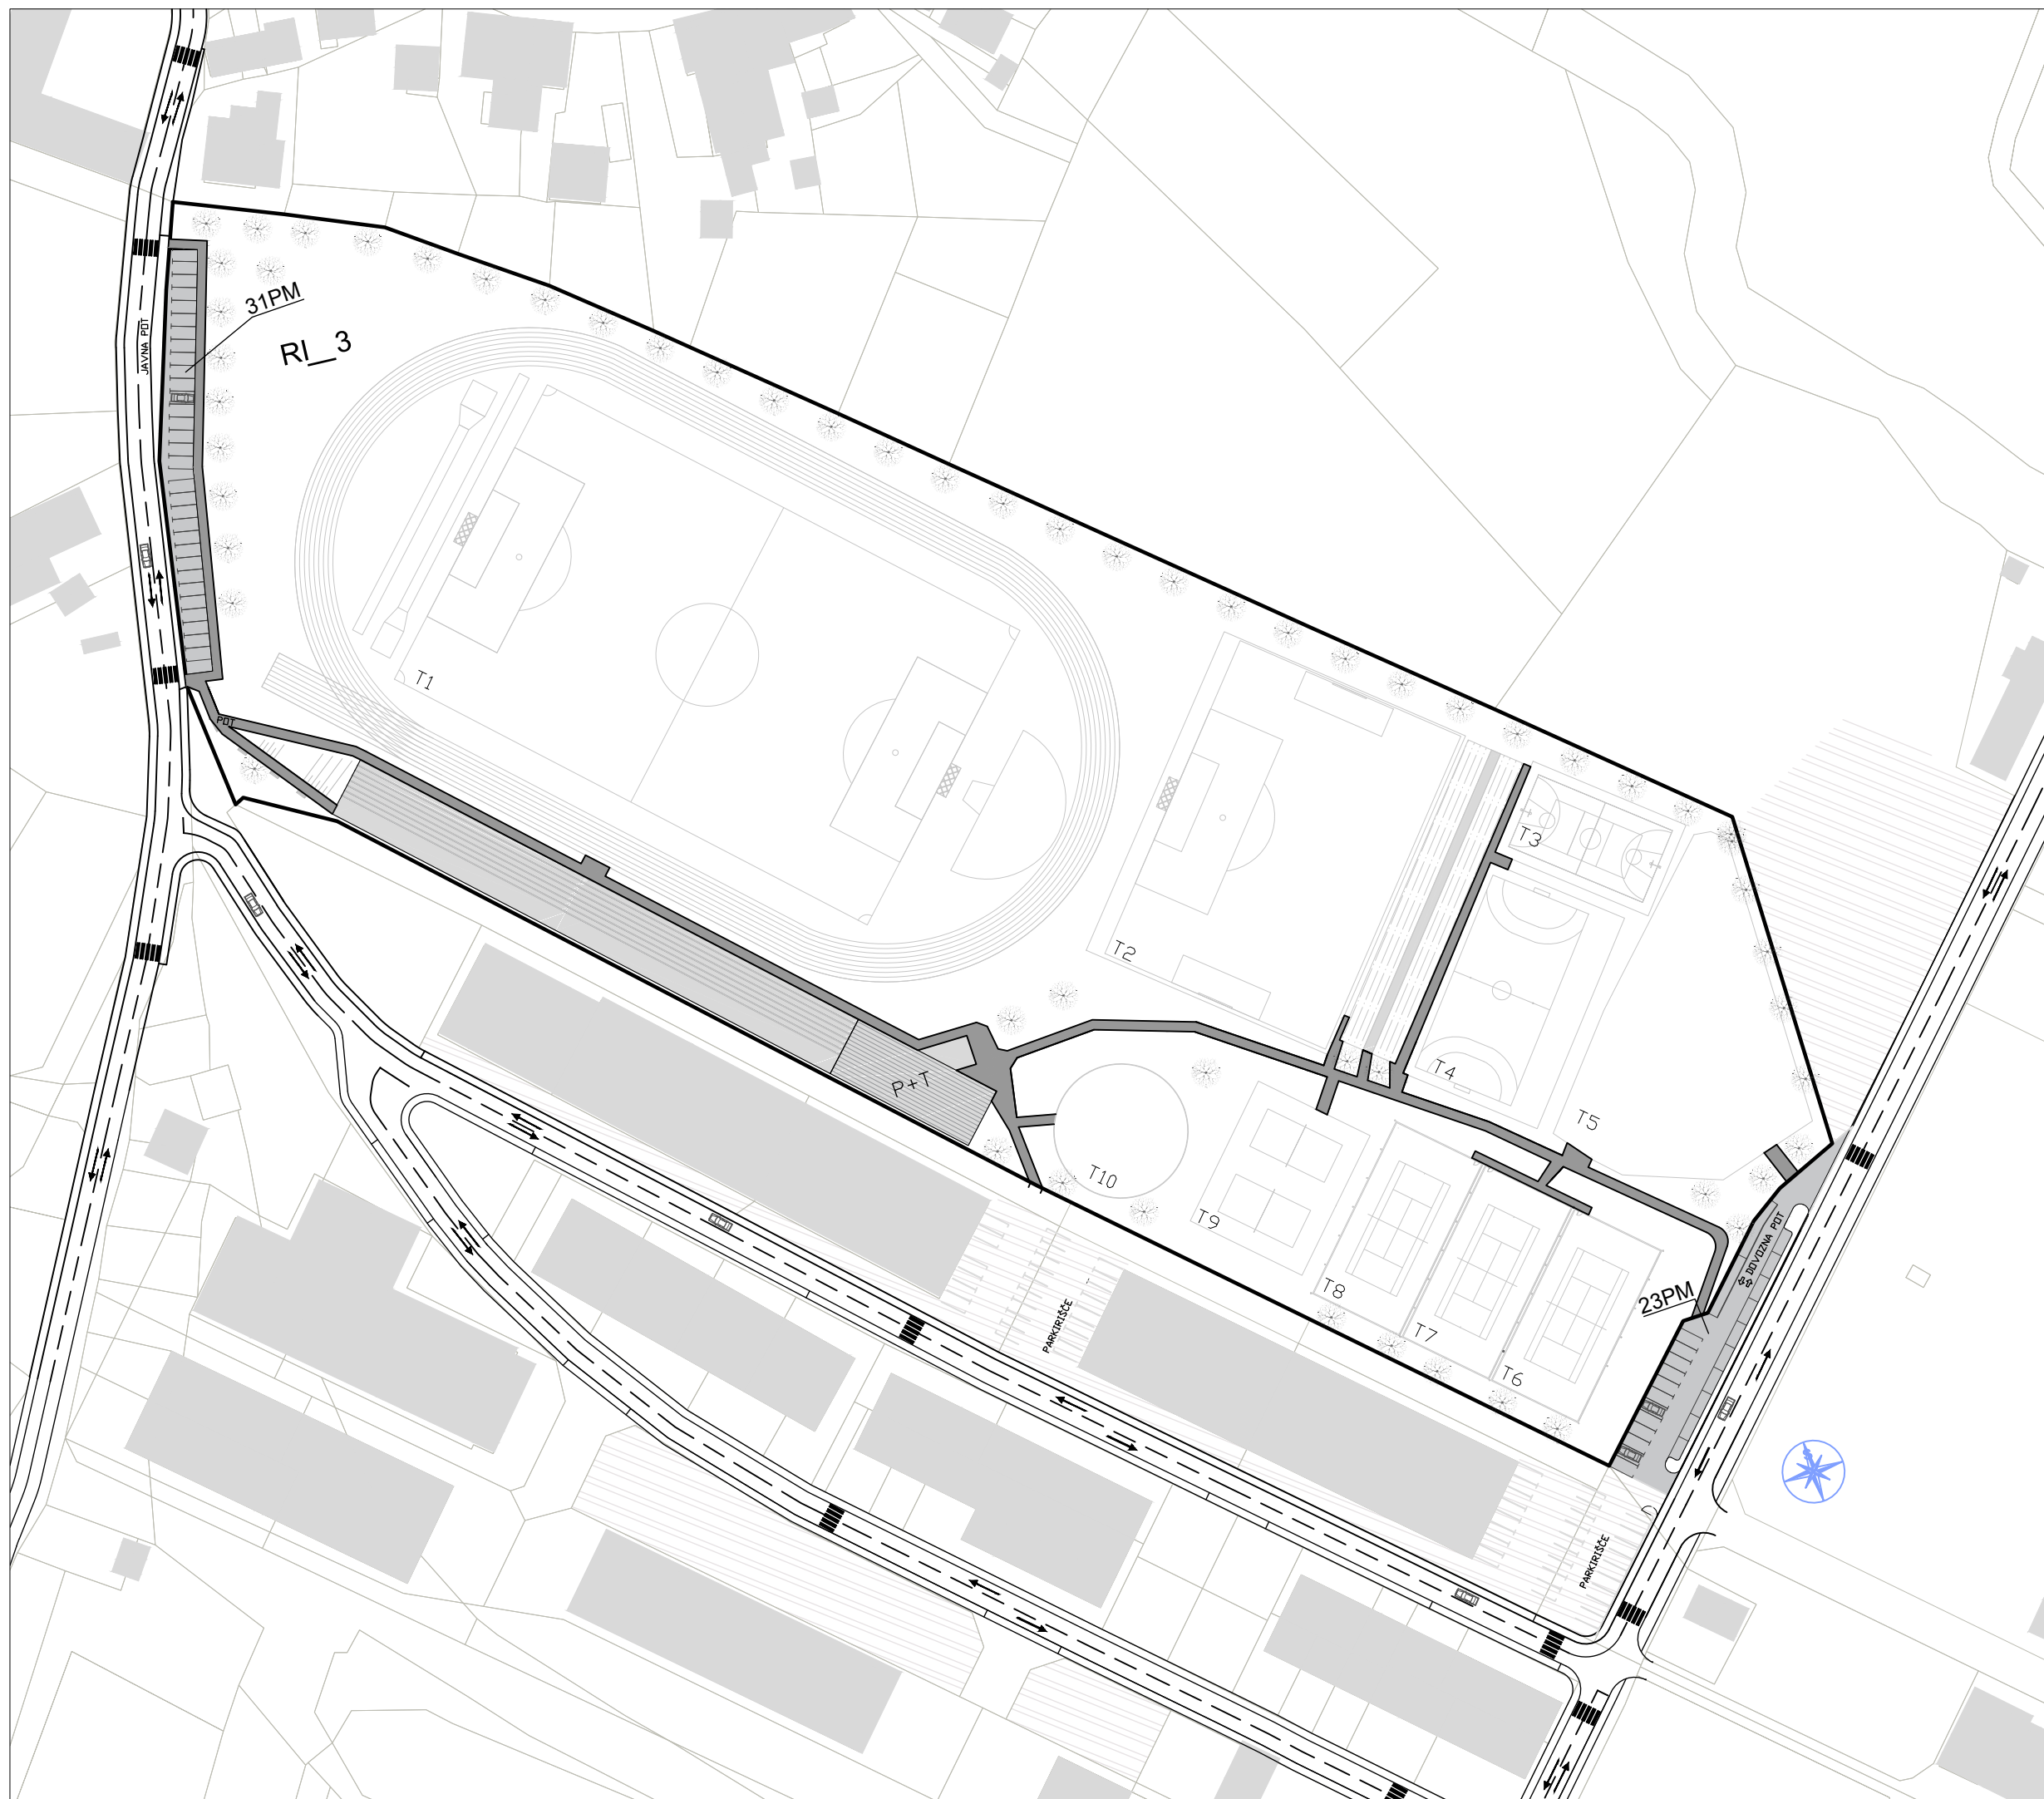 31PM
RI_3
JAVNA POT
T1
POT
T3
T2
T4
P+T
T5
T10
T9
DOVOZNA POT
T8
23PM
PARKIRIŠČE
T7
T6
PARKIRIŠČE